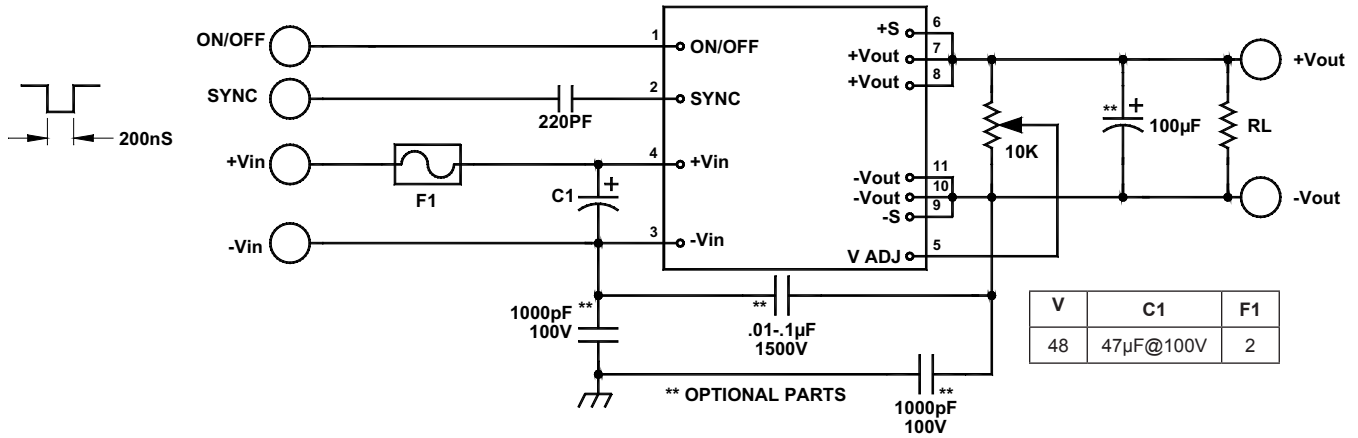 ON/OFF
1
ON/OFF
SYNC
2
SYNC
220PF
200nS
+Vin
4
+Vin
F1
C1
+
-Vin
3
-Vin
+S
6
+Vout
7
+Vout
8
-Vout
11
-Vout
10
-S
9
V ADJ
5
10K
**
+
100µF
RL
+Vout
-Vout
1000pF **
100V
**
.01-.1µF
1500V
** OPTIONAL PARTS
**
1000pF
100V
V C1 F1
48 47µF@100V 2